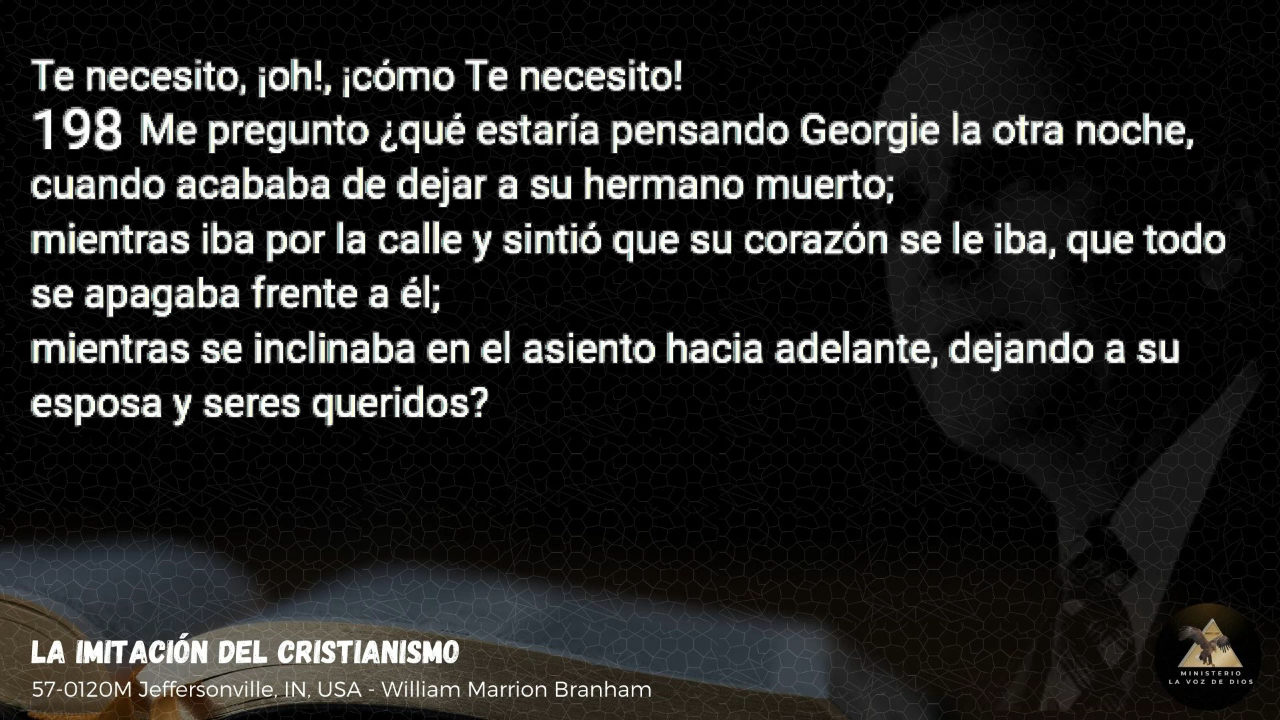 Te necesito, ¡oh!, ¡cómo Te necesito!
198 Me pregunto ¿qué estaría pensando Georgie la otra noche,
cuando acababa de dejar a su hermano muerto;
mientras iba por la calle y sintió que su corazón se le iba, que todo
se apagaba frente a él;
mientras se inclinaba en el asiento hacia adelante, dejando a su
esposa y seres queridos?
LA IMITACIÓN DEL CRISTIANISMO
57-0120M Jeffersonville, IN, USA - William Marrion Branham
MINISTERIO
LA VOZ DE DIOS